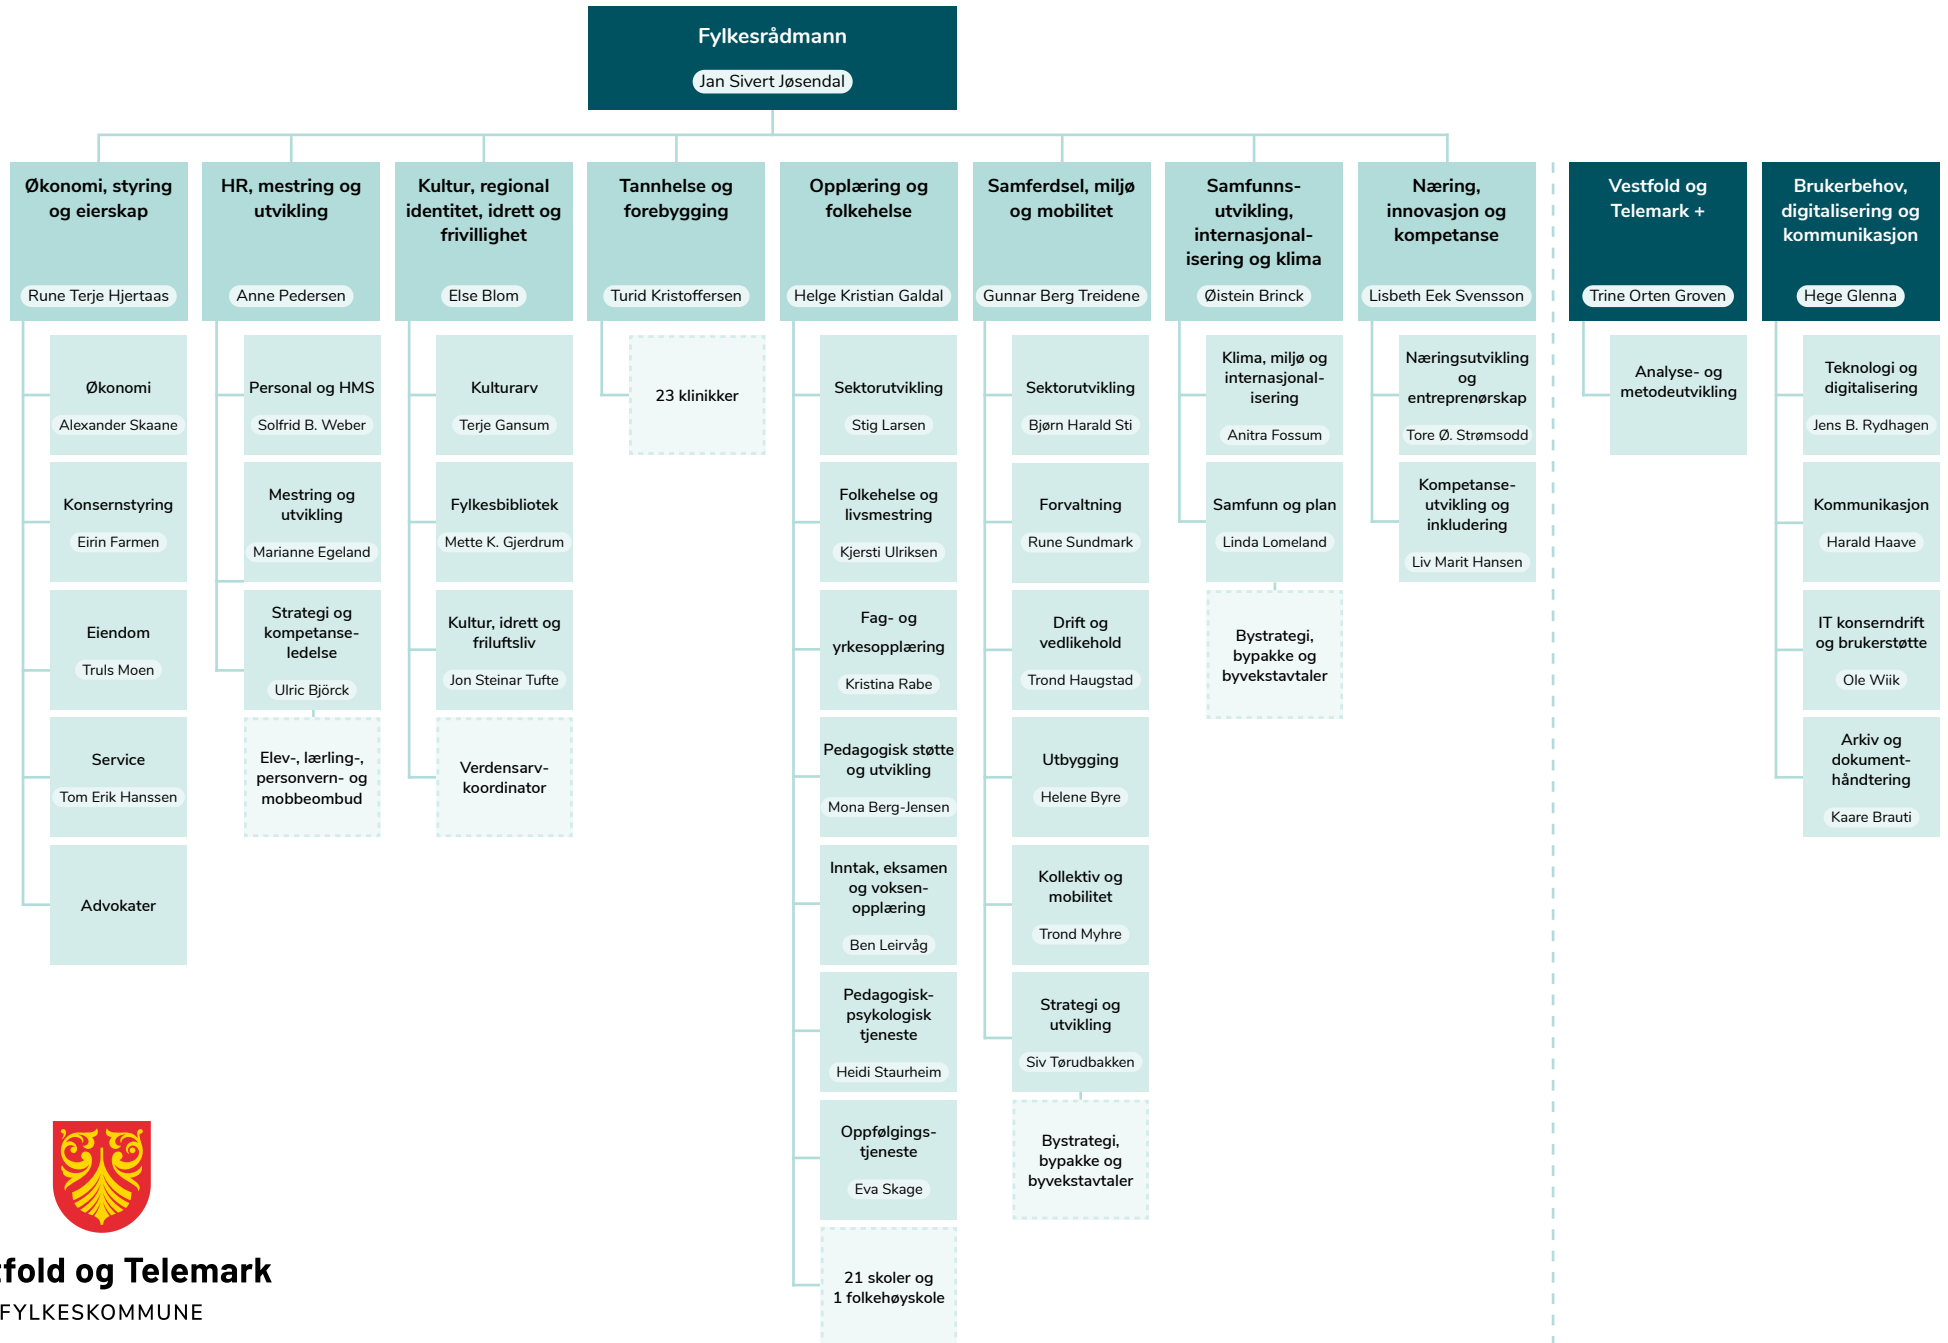 Fylkesrådmann
Jan Sivert Jøsendal
Økonomi, styring
og eierskap
Rune Terje Hjertaas
Økonomi
Alexander Skaane
Konsernstyring
Eirin Farmen
Eiendom
Truls Moen
Service
Tom Erik Hanssen
Advokater
HR, mestring og
utvikling
Anne Pedersen
Personal og HMS
Solfrid B. Weber
Mestring og
utvikling
Marianne Egeland
Strategi og
kompetanse-
ledelse
Ulric Björck
Elev-, lærling-,
personvern- og
mobbeombud
Kultur, regional
identitet, idrett og
frivillighet
Else Blom
Kulturarv
Terje Gansum
Fylkesbibliotek
Mette K. Gjerdrum
Kultur, idrett og
friluftsliv
Jon Steinar Tufte
Verdensarv-
koordinator
Tannhelse og
forebygging
Turid Kristoffersen
23 klinikker
Opplæring og
folkehelse
Helge Kristian Galdal
Sektorutvikling
Stig Larsen
Folkehelse og
livsmestring
Kjersti Ulriksen
Fag- og
yrkesopplæring
Kristina Rabe
Pedagogisk støtte
og utvikling
Mona Berg-Jensen
Inntak, eksamen
og voksen-
opplæring
Ben Leirvåg
Pedagogisk-
psykologisk
tjeneste
Heidi Staurheim
Oppfølgings-
tjeneste
Eva Skage
21 skoler og
1 folkehøyskole
Samferdsel, miljø
og mobilitet
Gunnar Berg Treidene
Sektorutvikling
Bjørn Harald Sti
Forvaltning
Rune Sundmark
Drift og
vedlikehold
Trond Haugstad
Utbygging
Helene Byre
Kollektiv og
mobilitet
Trond Myhre
Strategi og
utvikling
Siv Tørudbakken
Bystrategi,
bypakke og
byvekstavtaler
Samfunns-
utvikling,
internasjonal-
isering og klima
Øistein Brinck
Klima, miljø og
internasjonal-
isering
Anitra Fossum
Samfunn og plan
Linda Lomeland
Bystrategi,
bypakke og
byvekstavtaler
Næring,
innovasjon og
kompetanse
Lisbeth Eek Svensson
Næringsutvikling
og
entreprenørskap
Tore Ø. Strømsodd
Kompetanse-
utvikling og
inkludering
Liv Marit Hansen
Vestfold og
Telemark +
Trine Orten Groven
Analyse- og
metodeutvikling
Brukerbehov,
digitalisering og
kommunikasjon
Hege Glenna
Teknologi og
digitalisering
Jens B. Rydhagen
Kommunikasjon
Harald Haave
IT konserndrift
og brukerstøtte
Ole Wiik
Arkiv og
dokument-
håndtering
Kaare Brauti
tfold og Telemark
FYLKESKOMMUNE